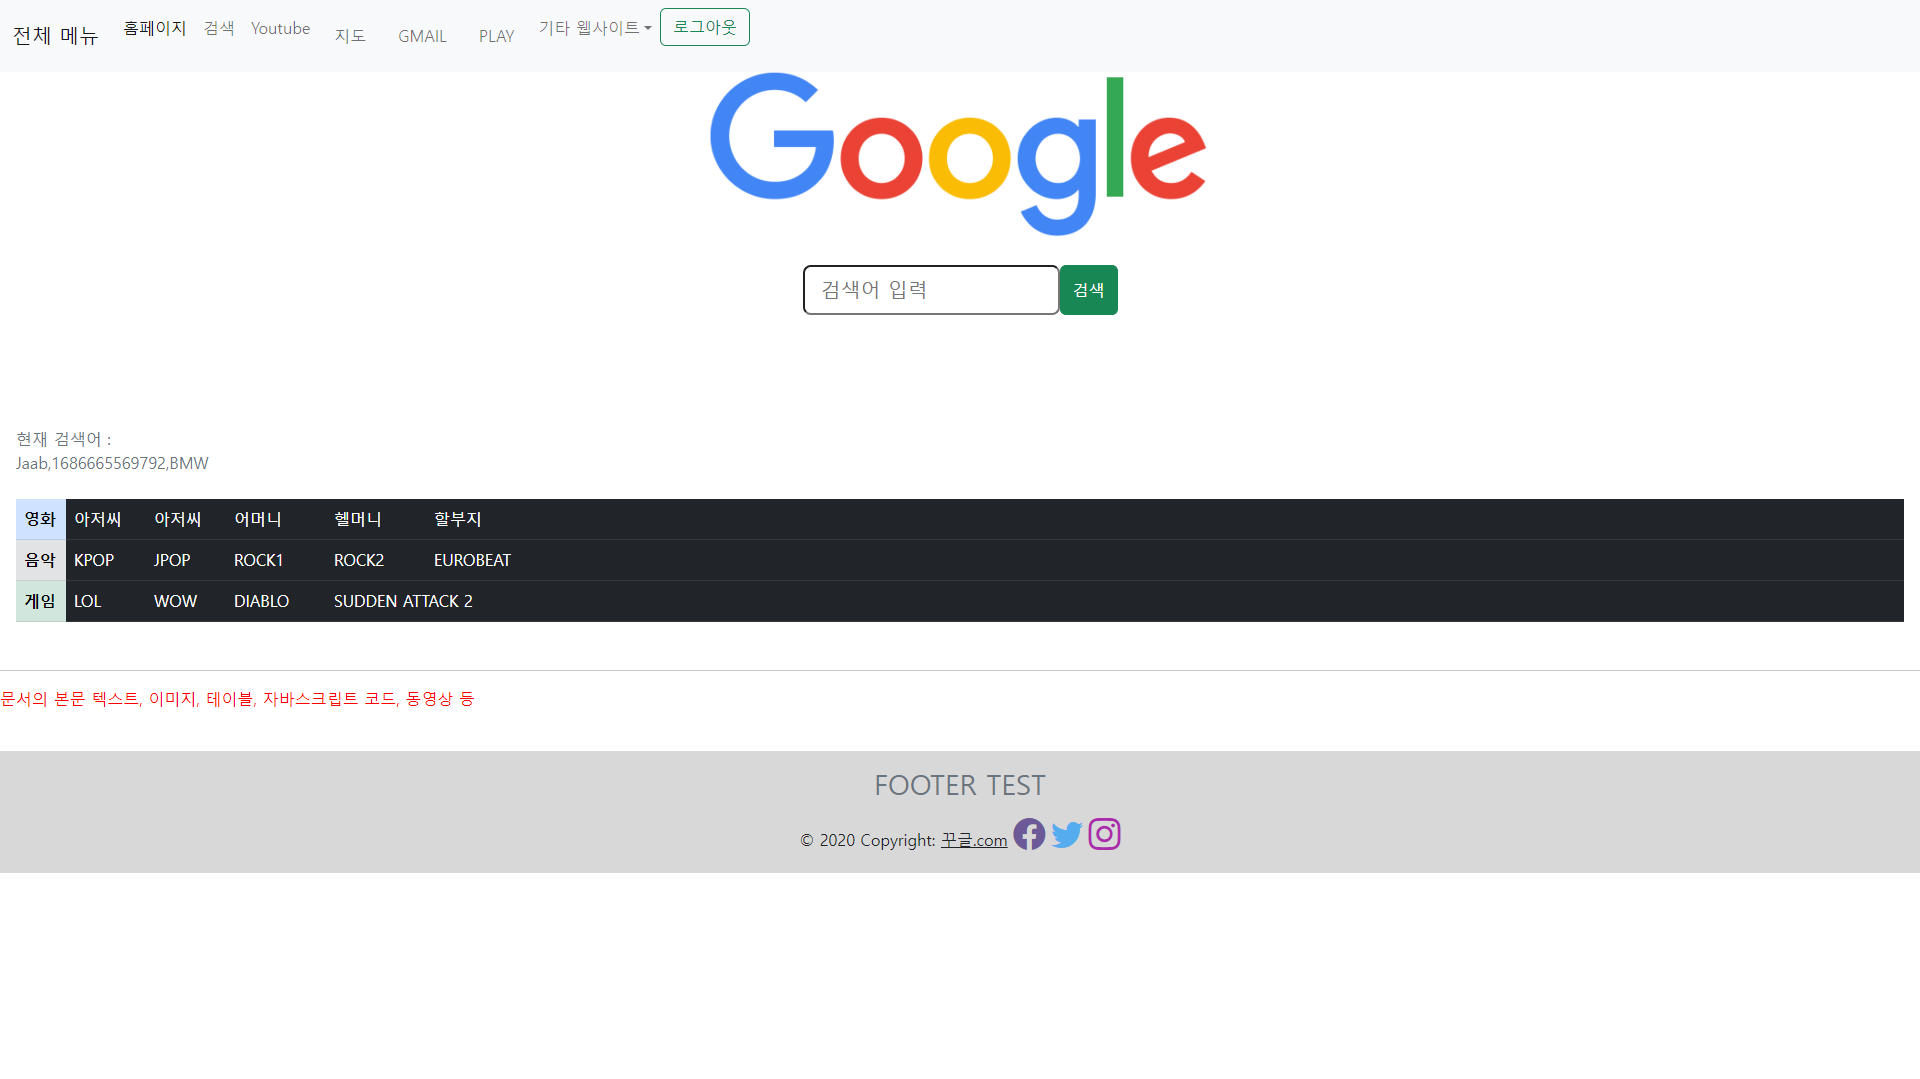 전체 메뉴 홈페이지 검색 Youtube 지도 GMAIL PLAY 기타 웹사이트 로그아웃
Google
검색어 입력 검색
현재 검색어 :
Jaab,1686665569792,BMW
영화 아저씨 아저씨 어머니 헬머니 할부지
음악 KPOP JPOP ROCK1 ROCK2 EUROBEAT
게임 LOL WOW DIABLO SUDDEN ATTACK 2
문서의 본문 텍스트, 이미지, 테이블, 자바스크립트 코드, 동영상 등
FOOTER TEST
© 2020 Copyright: 꾸글.com